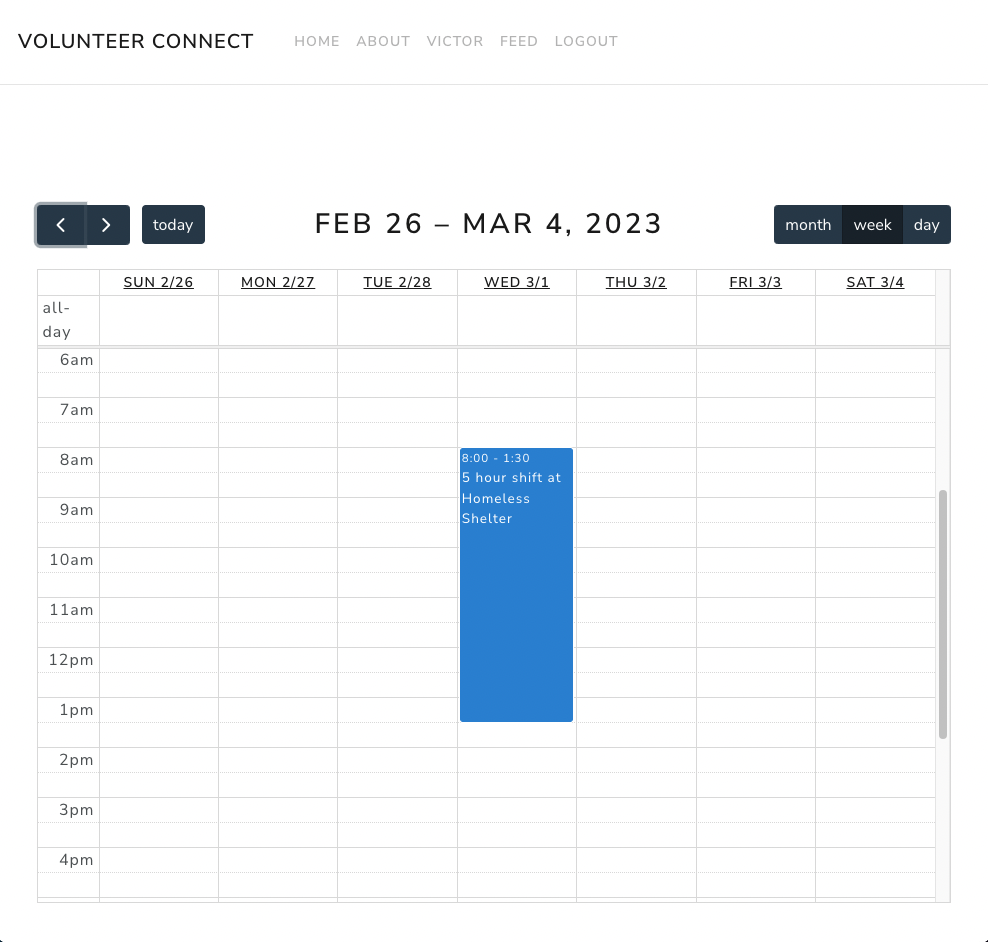 VOLUNTEER CONNECT HOME ABOUT VICTOR FEED LOGOUT
today FEB 26 – MAR 4, 2023 month week day
SUN 2/26 MON 2/27 TUE 2/28 WED 3/1 THU 3/2 FRI 3/3 SAT 3/4
all-
day
6am
7am
8am
8:00 - 1:30
5 hour shift at
Homeless
Shelter
9am
10am
11am
12pm
1pm
2pm
3pm
4pm